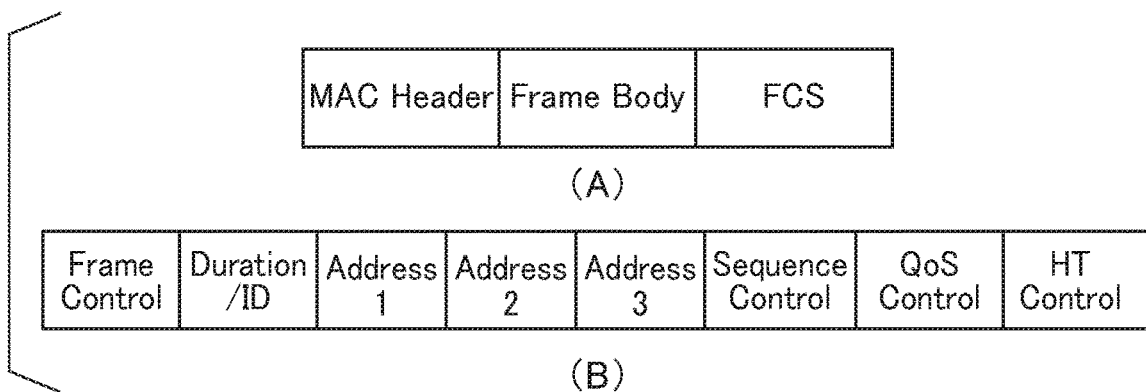 MAC Header Frame Body FCS
(A)
Frame Control Duration /ID Address 1 Address 2 Address 3 Sequence Control QoS Control HT Control
(B)